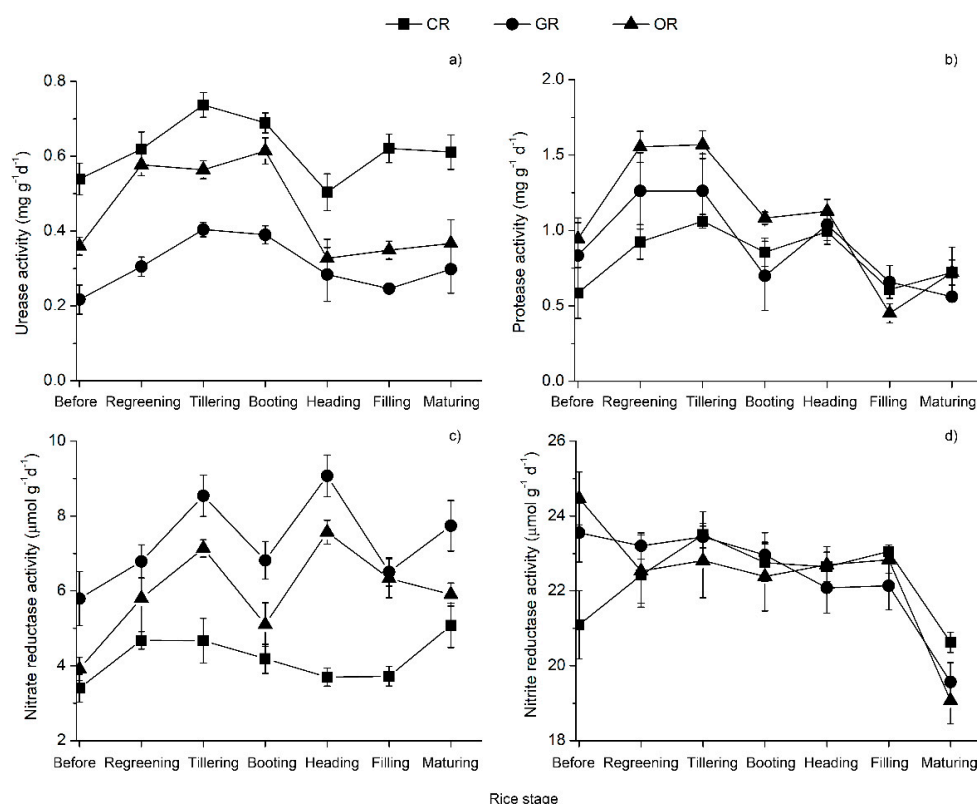 CR GR OR
a)
Urease activity (mg g⁻¹d⁻¹)
0.8
0.6
0.4
0.2
0.0
Before Regreening Tillering Booting Heading Filling Maturing
b)
Protease activity (mg g⁻¹ d⁻¹)
2.0
1.5
1.0
0.5
0.0
Before Regreening Tillering Booting Heading Filling Maturing
c)
Nitrate reductase activity (μmol g⁻¹d⁻¹)
10
8
6
4
2
Before Regreening Tillering Booting Heading Filling Maturing
d)
Nitrite reductase activity (μmol g⁻¹ d⁻¹)
26
24
22
20
18
Before Regreening Tillering Booting Heading Filling Maturing
Rice stage